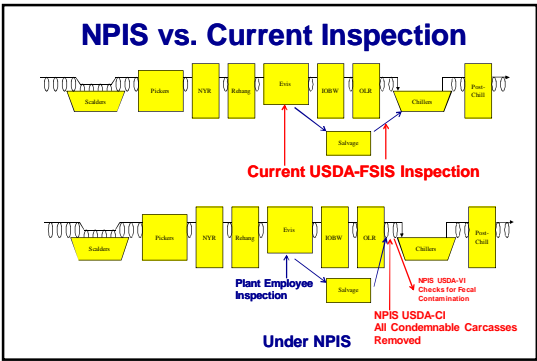 NPIS vs. Current Inspection
Scalders
Pickers
NYR
Rehang
Evis
IOBW
OLR
Chillers
Post-
Chill
Salvage
Current USDA-FSIS Inspection
Scalders
Pickers
NYR
Rehang
Evis
IOBW
OLR
Chillers
Post-
Chill
Plant Employee
Inspection
Salvage
NPIS USDA-VI
Checks for Fecal
Contamination
NPIS USDA-CI
All Condemnable Carcasses
Removed
Under NPIS